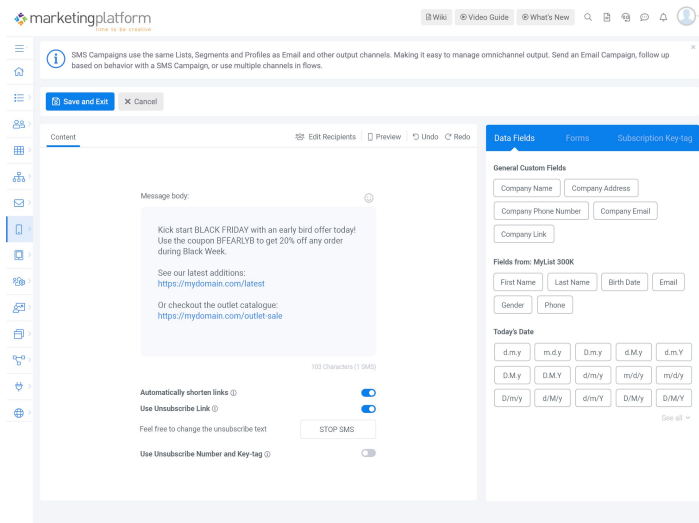 marketingplatform
time to be creative
Wiki
Video Guide
What's New
SMS Campaigns use the same Lists, Segments and Profiles as Email and other output channels. Making it easy to manage omnichannel output. Send an Email Campaign, follow up
based on behavior with a SMS Campaign, or use multiple channels in flows.
Save and Exit
Cancel
Content
Edit Recipients
Preview
Undo
Redo
Message body:
Kick start BLACK FRIDAY with an early bird offer today!
Use the coupon BFEARLYB to get 20% off any order
during Black Week.
See our latest additions:
https://mydomain.com/latest
Or checkout the outlet catalogue:
https://mydomain.com/outlet-sale
103 Characters (1 SMS)
Automatically shorten links
Use Unsubscribe Link
Feel free to change the unsubscribe text
STOP SMS
Use Unsubscribe Number and Key-tag
Data Fields
Forms
Subscription Key-tag
General Custom Fields
Company Name
Company Address
Company Phone Number
Company Email
Company Link
Fields from: MyList 300K
First Name
Last Name
Birth Date
Email
Gender
Phone
Today's Date
d.m.y
m.d.y
D.m.y
d.M.y
d.m.Y
D.M.y
D.M.Y
d/m/y
m/d/y
m/d/y
D/m/y
d/M/y
d/m/Y
D/M/y
D/M/Y
See all